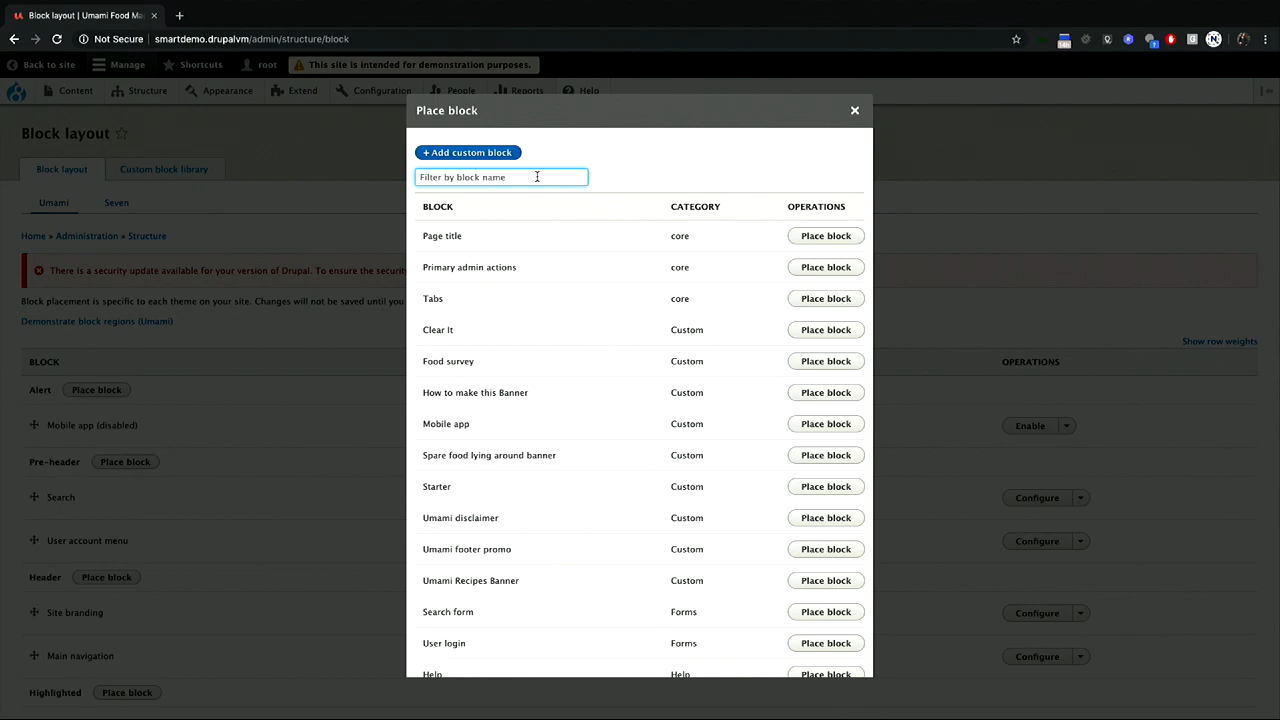 Block layout | Umami Food Ma
Not Secure smartdemo.drupalvm/admin/structure/block
Back to site Manage Shortcuts root This site is intended for demonstration purposes.
Content Structure Appearance Extend Configuration People Reports Help
Block layout
Block layout Custom block library
Umami Seven
Home » Administration » Structure
There is a security update available for your version of Drupal. To ensure the securit
Block placement is specific to each theme on your site. Changes will not be saved until you
Demonstrate block regions (Umami)
Show row weights
BLOCK OPERATIONS
Alert Place block
Mobile app (disabled) Enable
Pre-header Place block
Search Configure
User account menu Configure
Header Place block
Site branding Configure
Main navigation Configure
Highlighted Place block
Place block
+ Add custom block
Filter by block name
BLOCK CATEGORY OPERATIONS
Page title core Place block
Primary admin actions core Place block
Tabs core Place block
Clear It Custom Place block
Food survey Custom Place block
How to make this Banner Custom Place block
Mobile app Custom Place block
Spare food lying around banner Custom Place block
Starter Custom Place block
Umami disclaimer Custom Place block
Umami footer promo Custom Place block
Umami Recipes Banner Custom Place block
Search form Forms Place block
User login Forms Place block
Help Help Place block